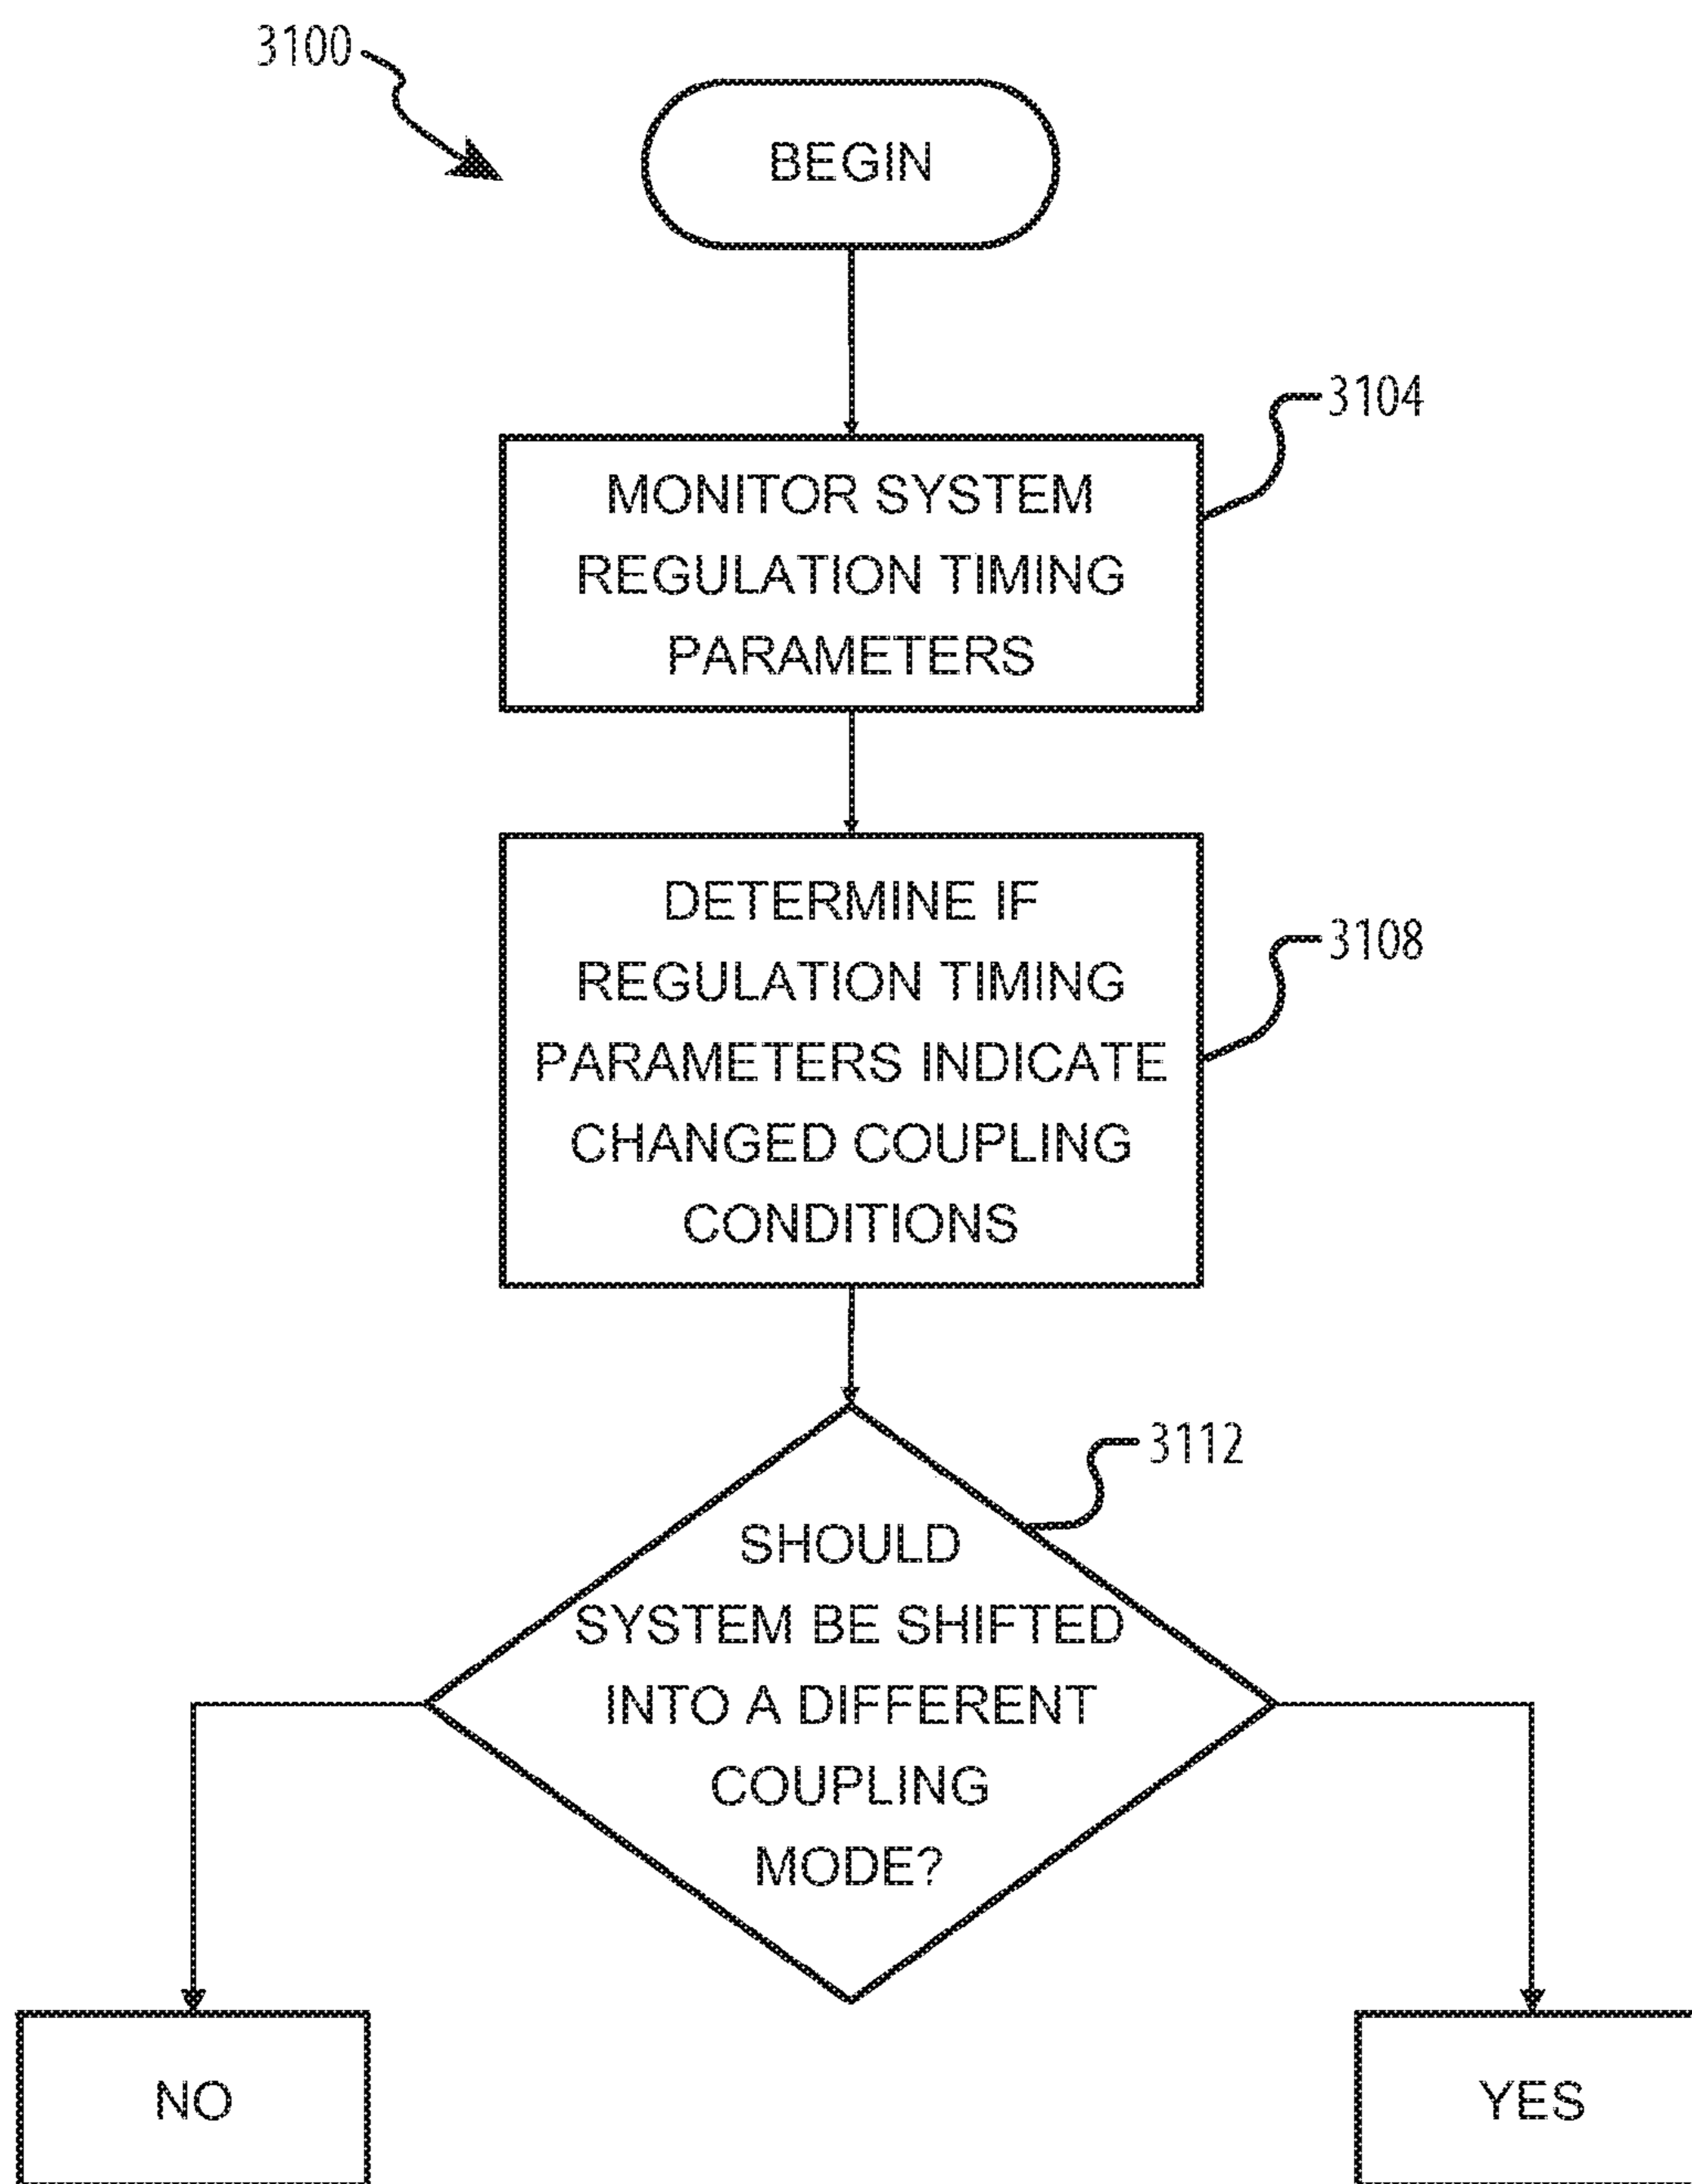 3100
BEGIN
3104
MONITOR SYSTEM
REGULATION TIMING
PARAMETERS
DETERMINE IF
REGULATION TIMING
PARAMETERS INDICATE
CHANGED COUPLING
CONDITIONS
3108
3112
SHOULD
SYSTEM BE SHIFTED
INTO A DIFFERENT
COUPLING
MODE?
NO
YES